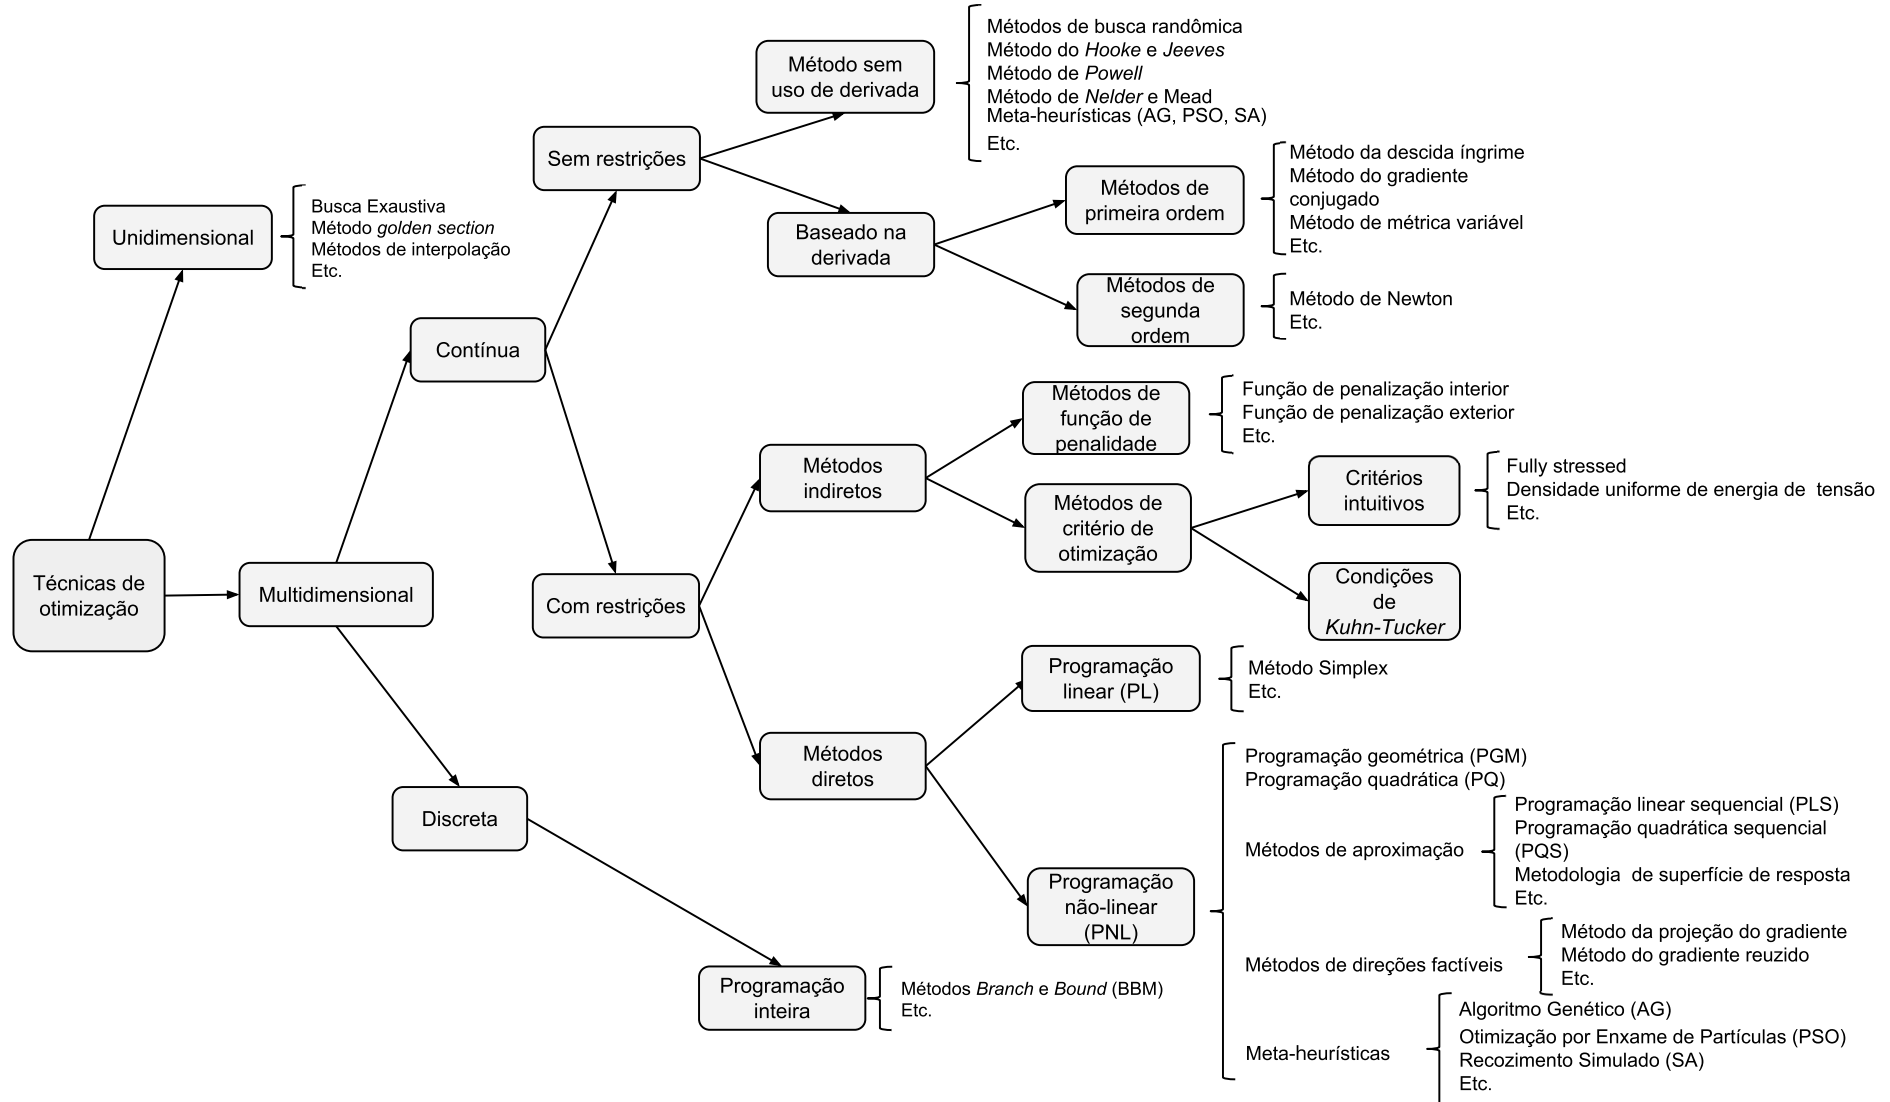 Técnicas de
otimização
Unidimensional
Busca Exaustiva
Método golden section
Métodos de interpolação
Etc.
Multidimensional
Contínua
Sem restrições
Método sem
uso de derivada
Métodos de busca randômica
Método do Hooke e Jeeves
Método de Powell
Método de Nelder e Mead
Meta-heurísticas (AG, PSO, SA)
Etc.
Baseado na
derivada
Métodos de
primeira ordem
Método da descida íngrime
Método do gradiente
conjugado
Método de métrica variável
Etc.
Métodos de
segunda
ordem
Método de Newton
Etc.
Com restrições
Métodos
indiretos
Métodos de
função de
penalidade
Função de penalização interior
Função de penalização exterior
Etc.
Métodos de
critério de
otimização
Critérios
intuitivos
Fully stressed
Densidade uniforme de energia de  tensão
Etc.
Condições
de
Kuhn-Tucker
Métodos
diretos
Programação
linear (PL)
Método Simplex
Etc.
Programação
não-linear
(PNL)
Programação geométrica (PGM)
Programação quadrática (PQ)
Métodos de aproximação
Programação linear sequencial (PLS)
Programação quadrática sequencial
(PQS)
Metodologia  de superfície de resposta
Etc.
Métodos de direções factíveis
Método da projeção do gradiente
Método do gradiente reuzido
Etc.
Meta-heurísticas
Algoritmo Genético (AG)
Otimização por Enxame de Partículas (PSO)
Recozimento Simulado (SA)
Etc.
Discreta
Programação
inteira
Métodos Branch e Bound (BBM)
Etc.